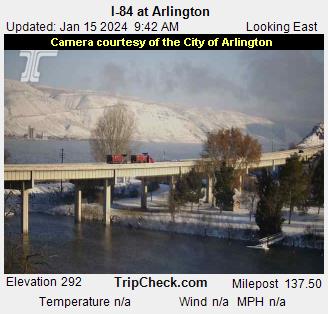 I-84 at Arlington
Updated: Jan 15 2024 9:42 AM Looking East
Camera courtesy of the City of Arlington
Elevation 292 TripCheck.com Milepost 137.50
Temperature n/a Wind n/a MPH n/a